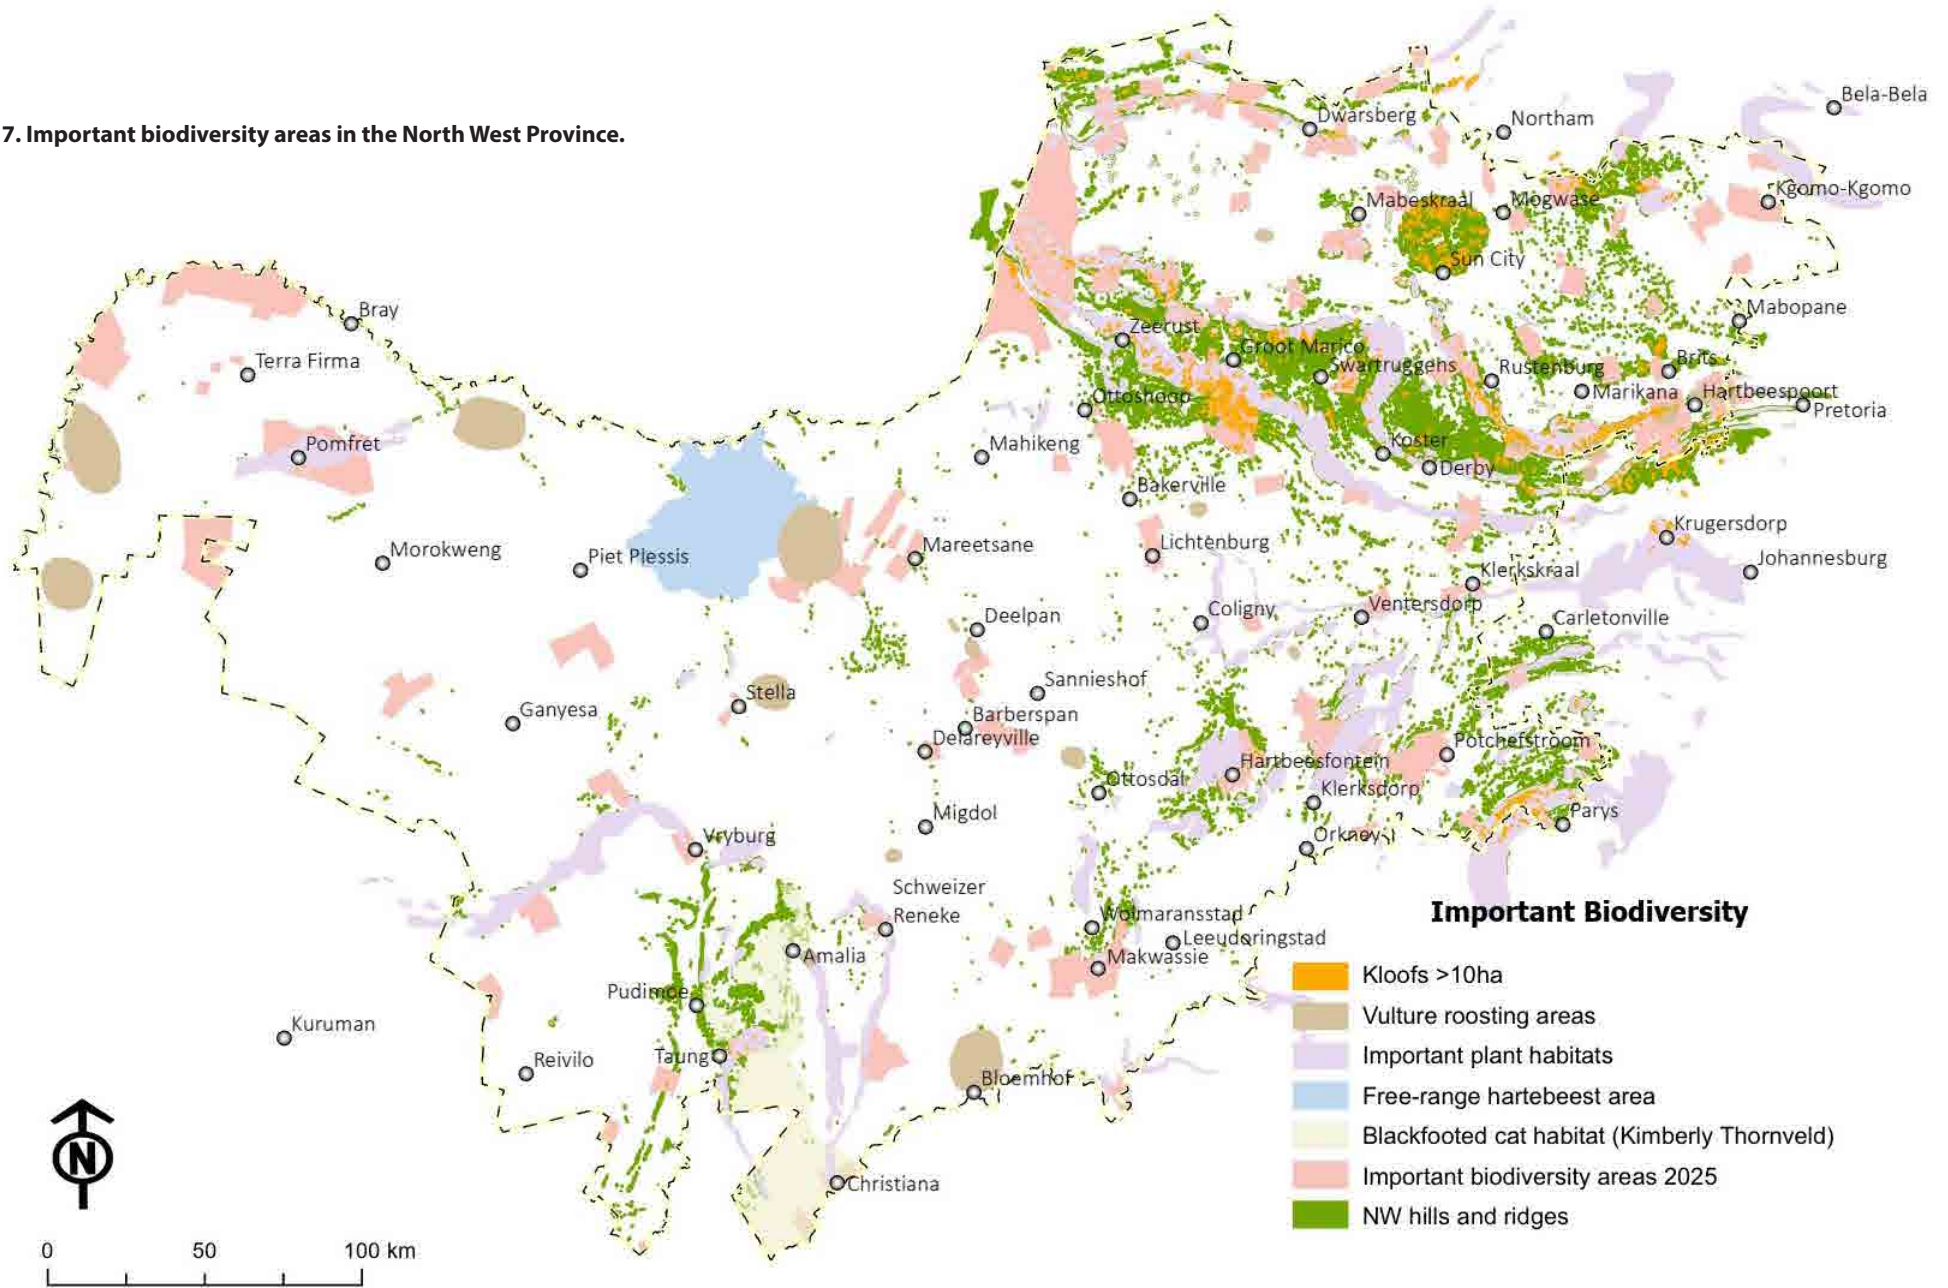 7. Important biodiversity areas in the North West Province.
Bela-Bela
Dwarsberg
Northam
Kgomo-Kgomo
Mabeskraal
Mogwase
Sun City
Bray
Mabopane
Zeerust
Groot Marico
Terra Firma
Swartruggens
Rustenburg
Brits
Marikana
Hartbeespoort
Ottoshoop
Pretoria
Pomfret
Mahikeng
Koster
Derby
Bakerville
Krugersdorp
Morokweng
Piet Plessis
Mareetsane
Lichtenburg
Johannesburg
Klerkskraal
Deelpan
Coligny
Ventersdorp
Carletonville
Sannieshof
Stella
Ganyesa
Barberspan
Delareyville
Potchefstroom
Hartbeesfontein
Ottosdal
Klerksdorp
Migdol
Parys
Vryburg
Orkney
Schweizer
Reneke
Wolmaransstad
Leeudoringstad
Amalia
Makwassie
Pudimoe
Kuruman
Reivilo
Taung
Bloemhof
Christiana
Important Biodiversity
Kloofs >10ha
Vulture roosting areas
Important plant habitats
Free-range hartebeest area
Blackfooted cat habitat (Kimberly Thornveld)
Important biodiversity areas 2025
NW hills and ridges
N
0 50 100 km